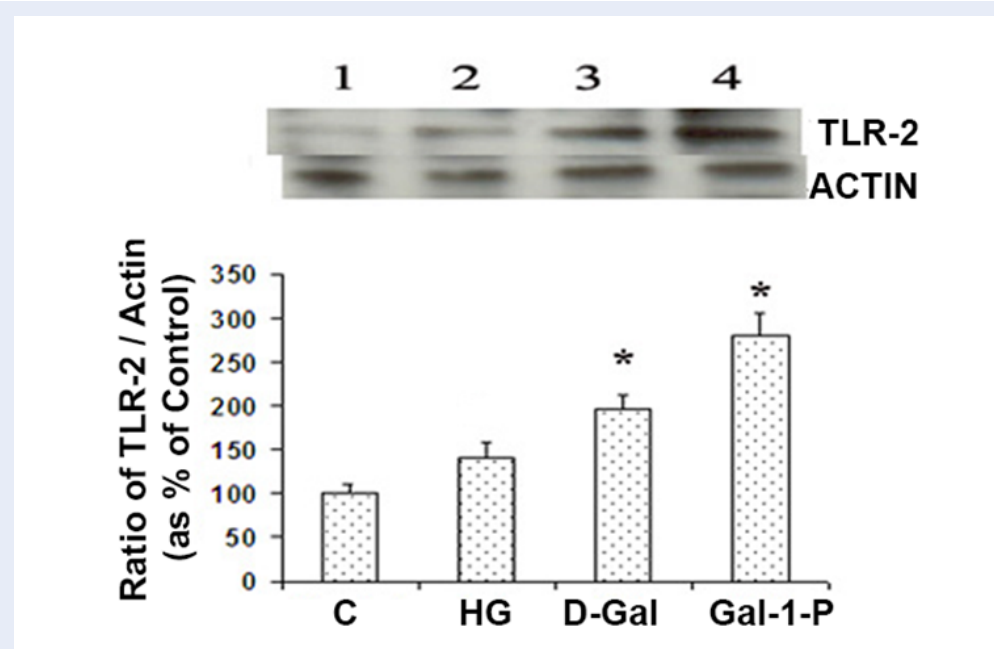 1 2 3 4
TLR-2
ACTIN
Ratio of TLR-2 / Actin
(as % of Control)
350
300
250
200
150
100
50
0
*
*
C HG D-Gal Gal-1-P